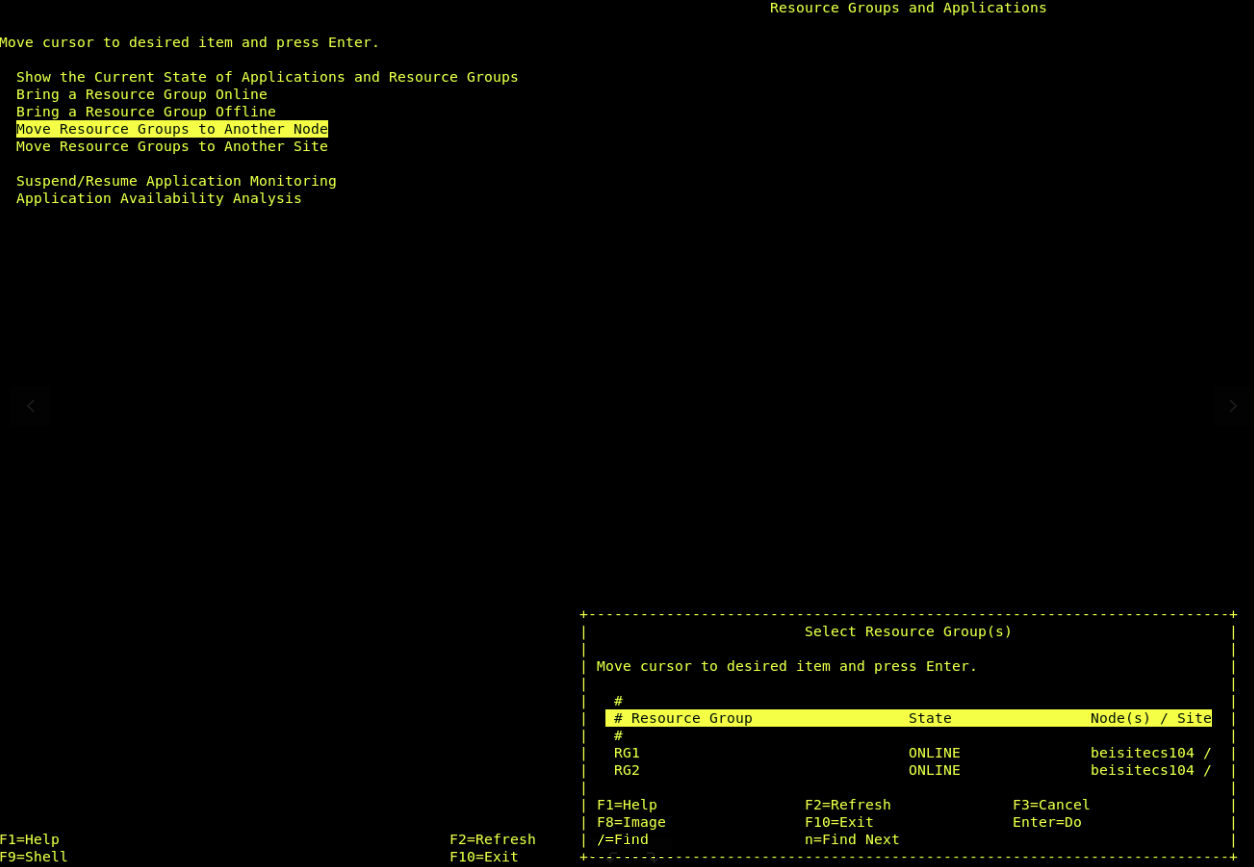 Resource Groups and Applications
Move cursor to desired item and press Enter.
Show the Current State of Applications and Resource Groups
Bring a Resource Group Online
Bring a Resource Group Offline
Move Resource Groups to Another Node
Move Resource Groups to Another Site
Suspend/Resume Application Monitoring
Application Availability Analysis
Select Resource Group(s)
Move cursor to desired item and press Enter.
#
# Resource Group State Node(s) / Site
#
RG1 ONLINE beisitecs104 /
RG2 ONLINE beisitecs104 /
F1=Help F2=Refresh F3=Cancel
F8=Image F10=Exit Enter=Do
/=Find n=Find Next
F1=Help F2=Refresh
F9=Shell F10=Exit